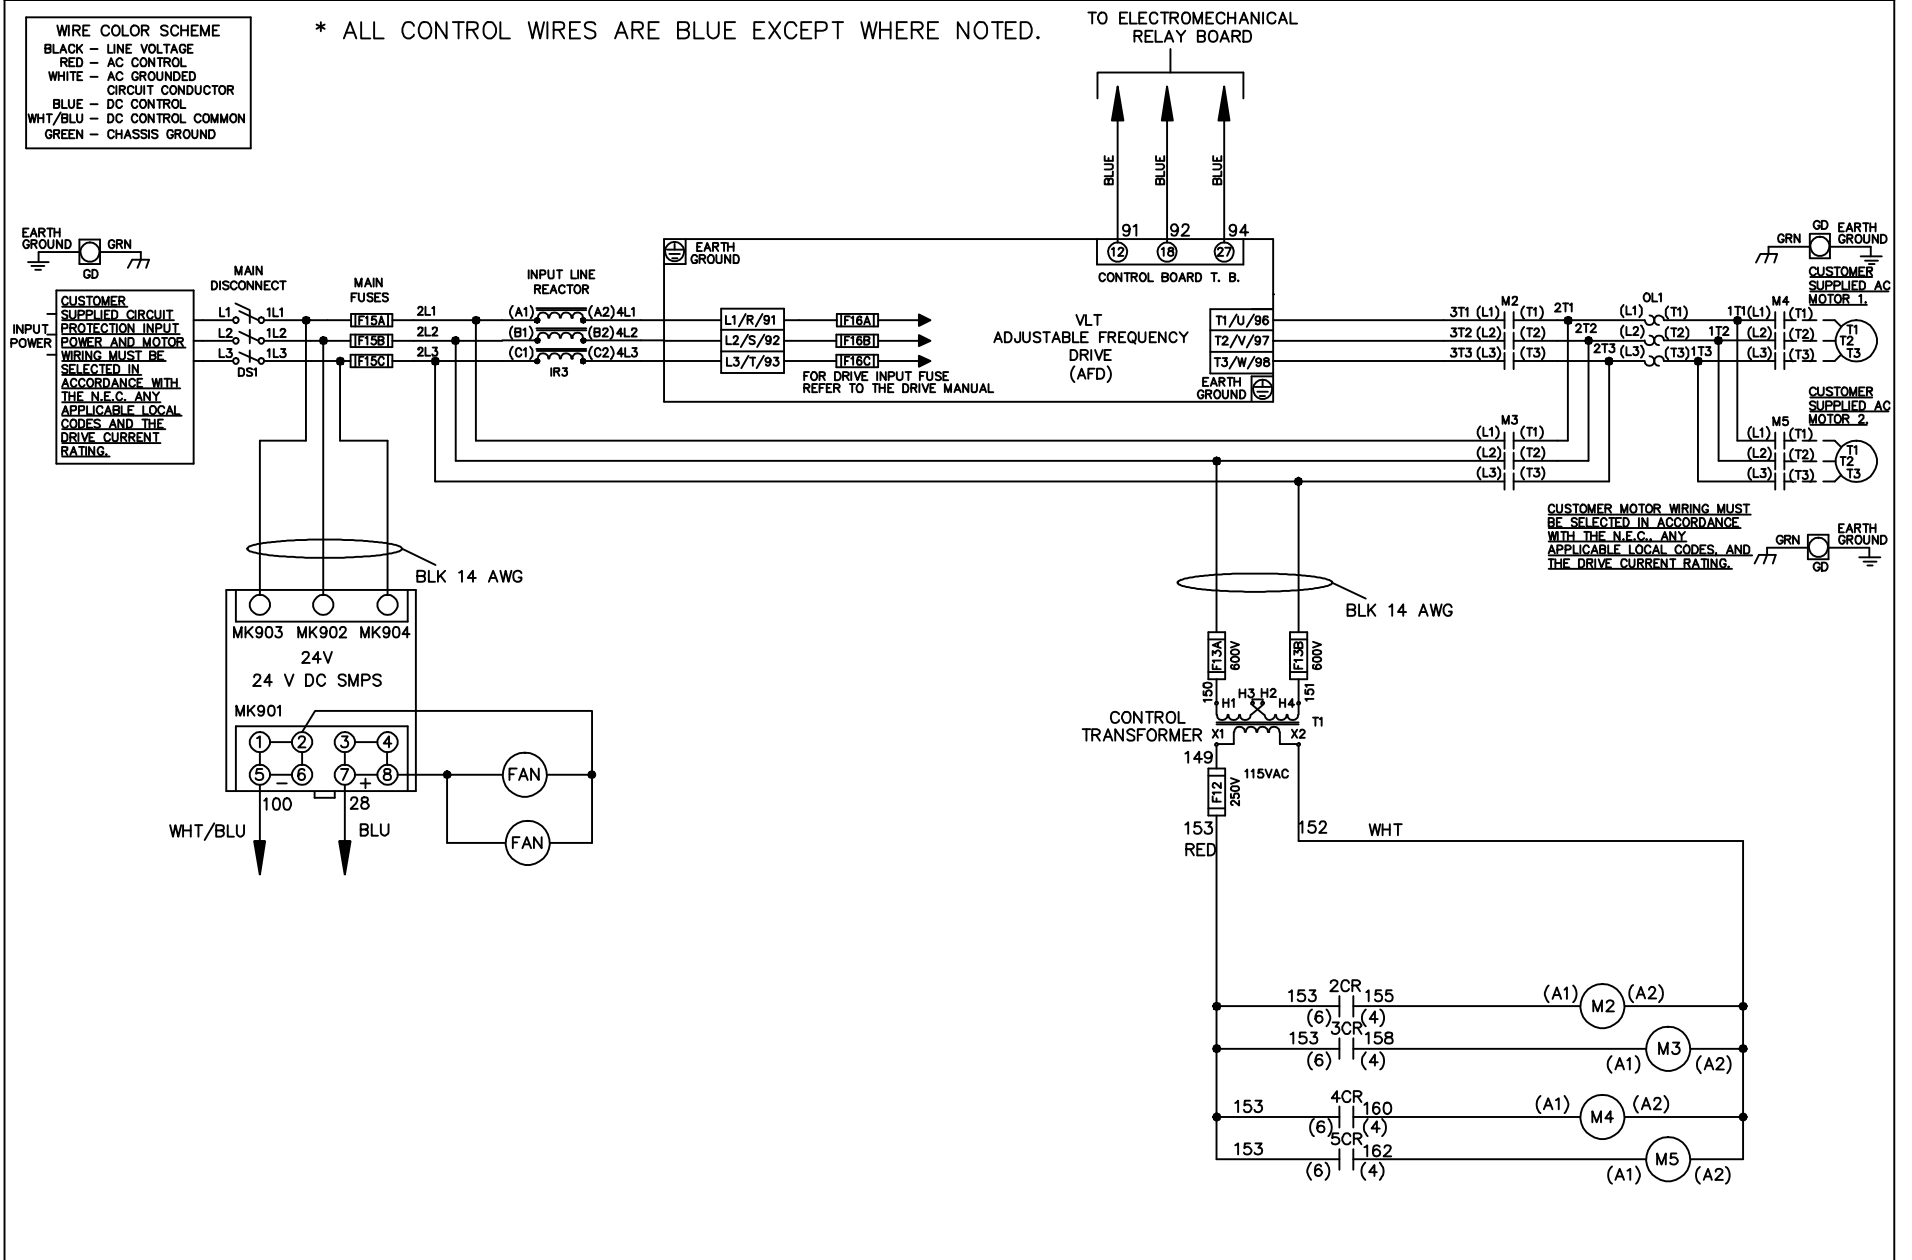 WIRE COLOR SCHEME
BLACK – LINE VOLTAGE
RED – AC CONTROL
WHITE – AC GROUNDED
CIRCUIT CONDUCTOR
BLUE – DC CONTROL
WHT/BLU – DC CONTROL COMMON
GREEN – CHASSIS GROUND
* ALL CONTROL WIRES ARE BLUE EXCEPT WHERE NOTED.
TO ELECTROMECHANICAL
RELAY BOARD
BLUE
BLUE
BLUE
91 92 94
12 18 27
CONTROL BOARD T. B.
EARTH
GROUND
GRN
GD
INPUT
POWER
CUSTOMER
SUPPLIED CIRCUIT
PROTECTION INPUT
POWER AND MOTOR
WIRING MUST BE
SELECTED IN
ACCORDANCE WITH
THE N.E.C. ANY
APPLICABLE LOCAL
CODES AND THE
DRIVE CURRENT
RATING.
MAIN
DISCONNECT
L1 1L1
L2 1L2
L3 1L3
DS1
MAIN
FUSES
F15A
F15B
F15C
2L1
2L2
2L3
INPUT LINE
REACTOR
(A1) (A2) 4L1
(B1) (B2) 4L2
(C1) (C2) 4L3
IR3
EARTH
GROUND
L1/R/91
L2/S/92
L3/T/93
F16A
F16B
F16C
FOR DRIVE INPUT FUSE
REFER TO THE DRIVE MANUAL
VLT
ADJUSTABLE FREQUENCY
DRIVE
(AFD)
T1/U/96
T2/V/97
T3/W/98
EARTH
GROUND
M2
3T1 (L1) (T1) 2T1
3T2 (L2) (T2) 2T2
3T3 (L3) (T3) 2T3
OL1
(L1) (T1) 1T1
(L2) (T2) 1T2
(L3) (T3) 1T3
M4
(L1) (T1)
(L2) (T2)
(L3) (T3)
T1
T2
T3
GRN
GD
EARTH
GROUND
CUSTOMER
SUPPLIED AC
MOTOR 1.
M3
(L1) (T1)
(L2) (T2)
(L3) (T3)
CUSTOMER
SUPPLIED AC
MOTOR 2.
M5
(L1) (T1)
(L2) (T2)
(L3) (T3)
T1
T2
T3
CUSTOMER MOTOR WIRING MUST
BE SELECTED IN ACCORDANCE
WITH THE N.E.C., ANY
APPLICABLE LOCAL CODES, AND
THE DRIVE CURRENT RATING.
GRN
GD
EARTH
GROUND
BLK 14 AWG
MK903 MK902 MK904
24V
24 V DC SMPS
MK901
1 2 3 4
5 – 6 7 + 8
100
28
WHT/BLU
BLU
FAN
FAN
BLK 14 AWG
F13A
600V
F13B
600V
150
151
H1 H3 H2 H4
T1
CONTROL
TRANSFORMER
X1 X2
149
115VAC
F12
250V
153
RED
152
WHT
2CR
153 155
(6) (4)
(A1) M2 (A2)
3CR
153 158
(6) (4)
(A1) M3 (A2)
4CR
153 160
(6) (4)
(A1) M4 (A2)
5CR
153 162
(6) (4)
(A1) M5 (A2)